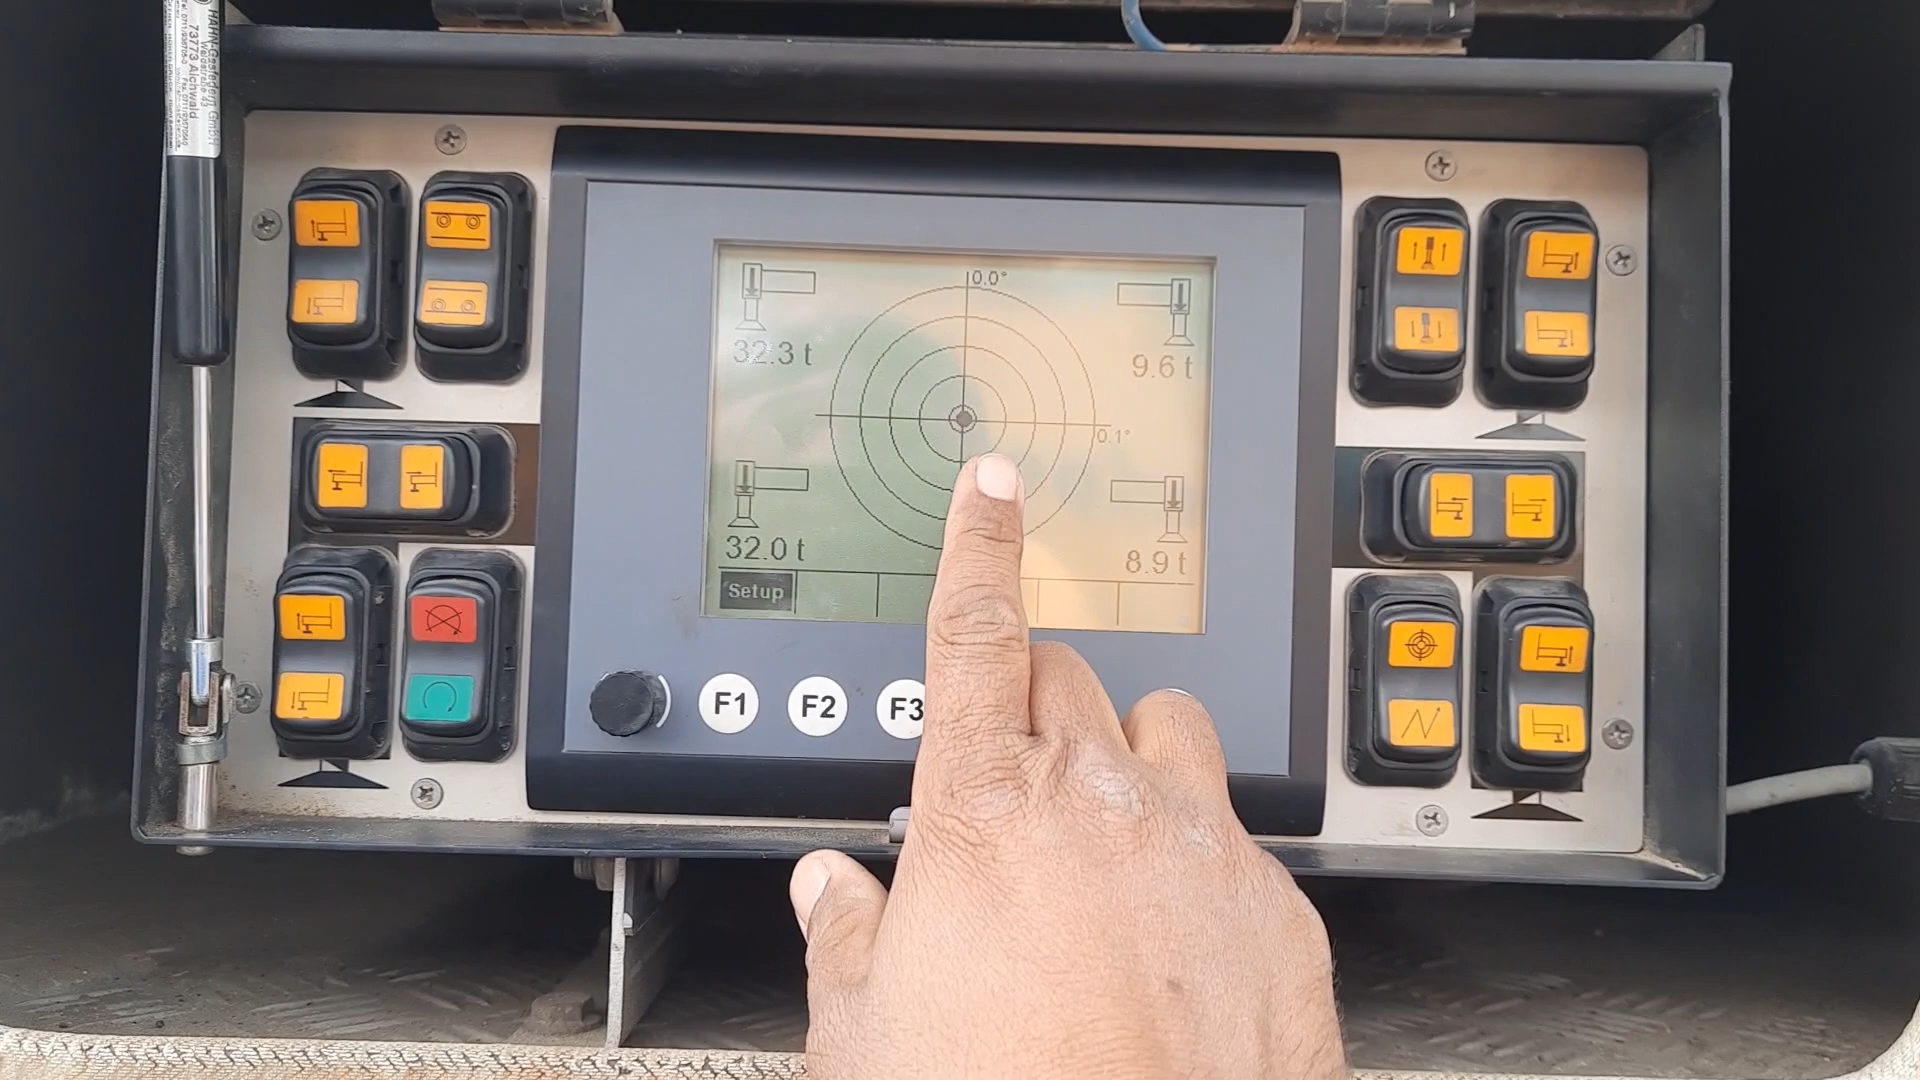 HAHN-Gasfedern GmbH
Waldstraße 43
73773 Aichwald
0.0°
32.3 t
9.6 t
0.1°
32.0 t
8.9 t
Setup
F1
F2
F3